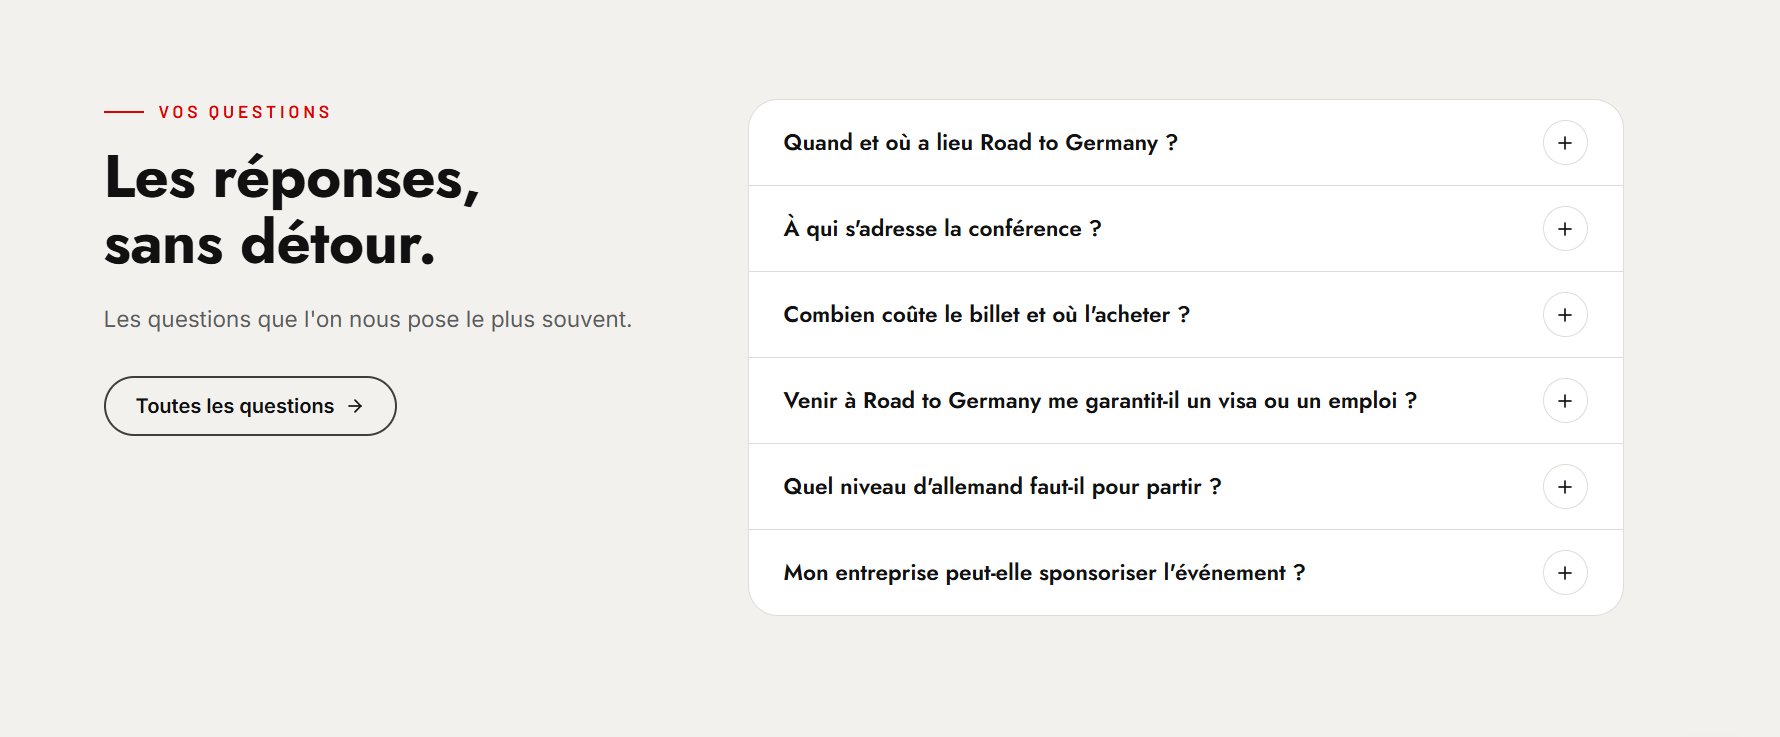 VOS QUESTIONS
Les réponses,
sans détour.
Les questions que l'on nous pose le plus souvent.
Toutes les questions →
Quand et où a lieu Road to Germany ?
À qui s'adresse la conférence ?
Combien coûte le billet et où l'acheter ?
Venir à Road to Germany me garantit-il un visa ou un emploi ?
Quel niveau d'allemand faut-il pour partir ?
Mon entreprise peut-elle sponsoriser l'événement ?